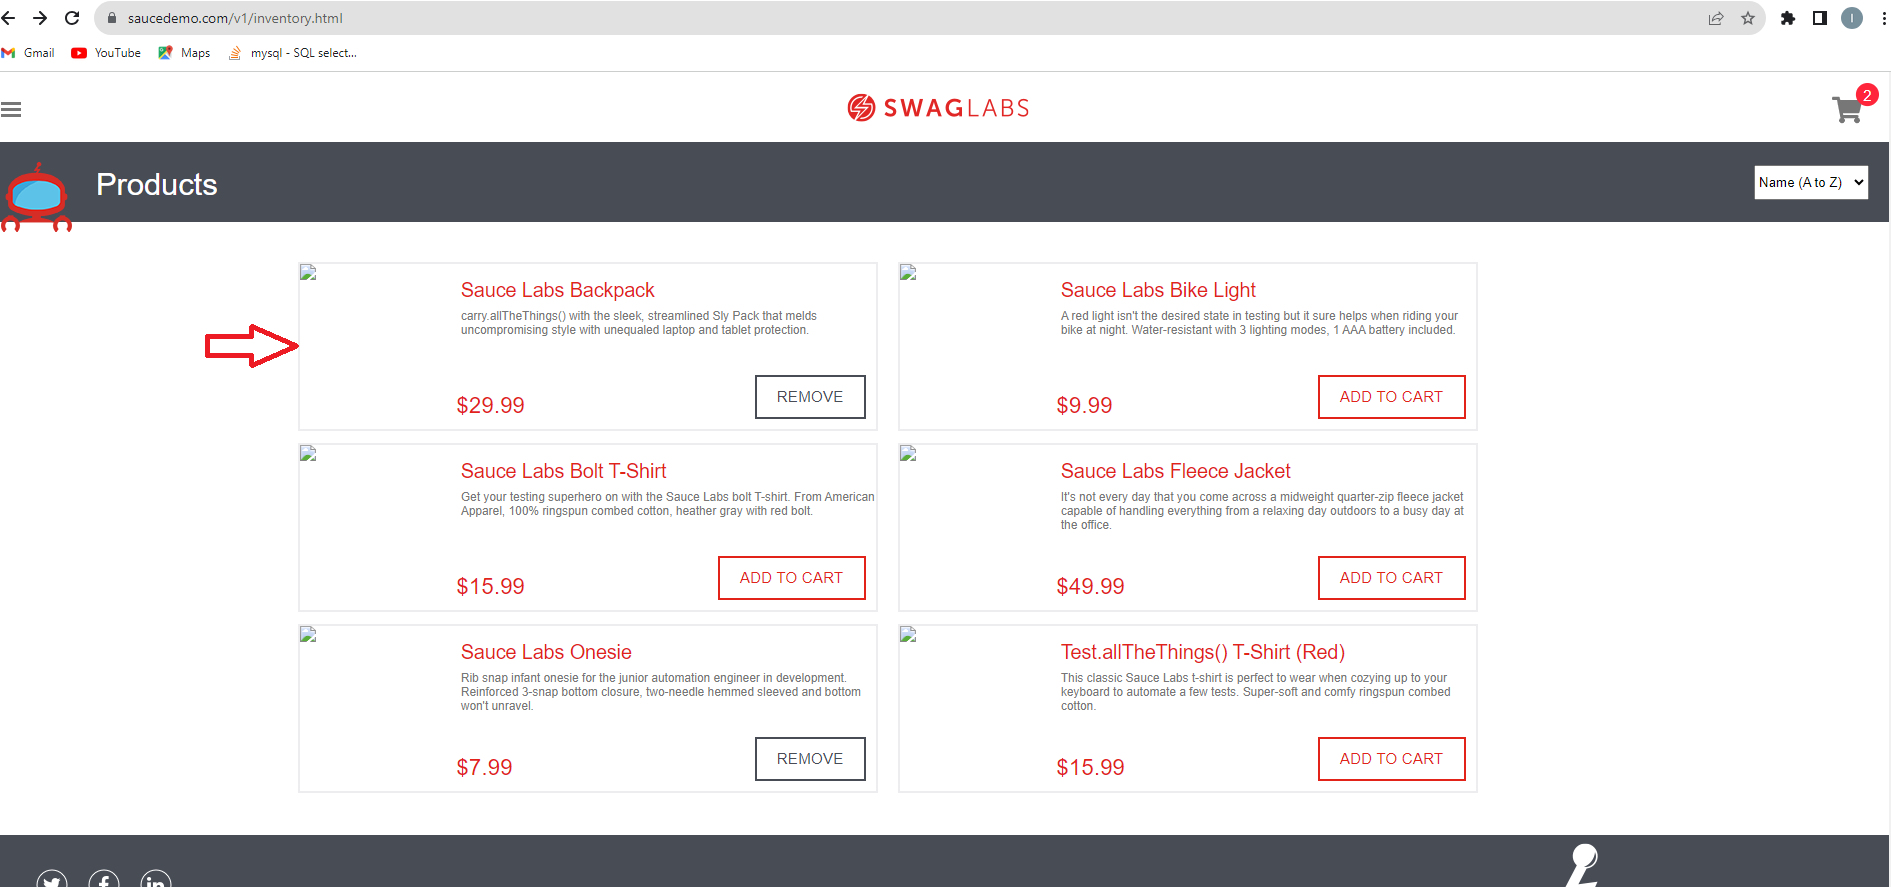 saucedemo.com/v1/inventory.html
Gmail YouTube Maps mysql - SQL select...
SWAGLABS
2
Products
Name (A to Z)
Sauce Labs Backpack
carry.allTheThings() with the sleek, streamlined Sly Pack that melds
uncompromising style with unequaled laptop and tablet protection.
$29.99
REMOVE
Sauce Labs Bike Light
A red light isn't the desired state in testing but it sure helps when riding your
bike at night. Water-resistant with 3 lighting modes, 1 AAA battery included.
$9.99
ADD TO CART
Sauce Labs Bolt T-Shirt
Get your testing superhero on with the Sauce Labs bolt T-shirt. From American
Apparel, 100% ringspun combed cotton, heather gray with red bolt.
$15.99
ADD TO CART
Sauce Labs Fleece Jacket
It's not every day that you come across a midweight quarter-zip fleece jacket
capable of handling everything from a relaxing day outdoors to a busy day at
the office.
$49.99
ADD TO CART
Sauce Labs Onesie
Rib snap infant onesie for the junior automation engineer in development.
Reinforced 3-snap bottom closure, two-needle hemmed sleeved and bottom
won't unravel.
$7.99
REMOVE
Test.allTheThings() T-Shirt (Red)
This classic Sauce Labs t-shirt is perfect to wear when cozying up to your
keyboard to automate a few tests. Super-soft and comfy ringspun combed
cotton.
$15.99
ADD TO CART